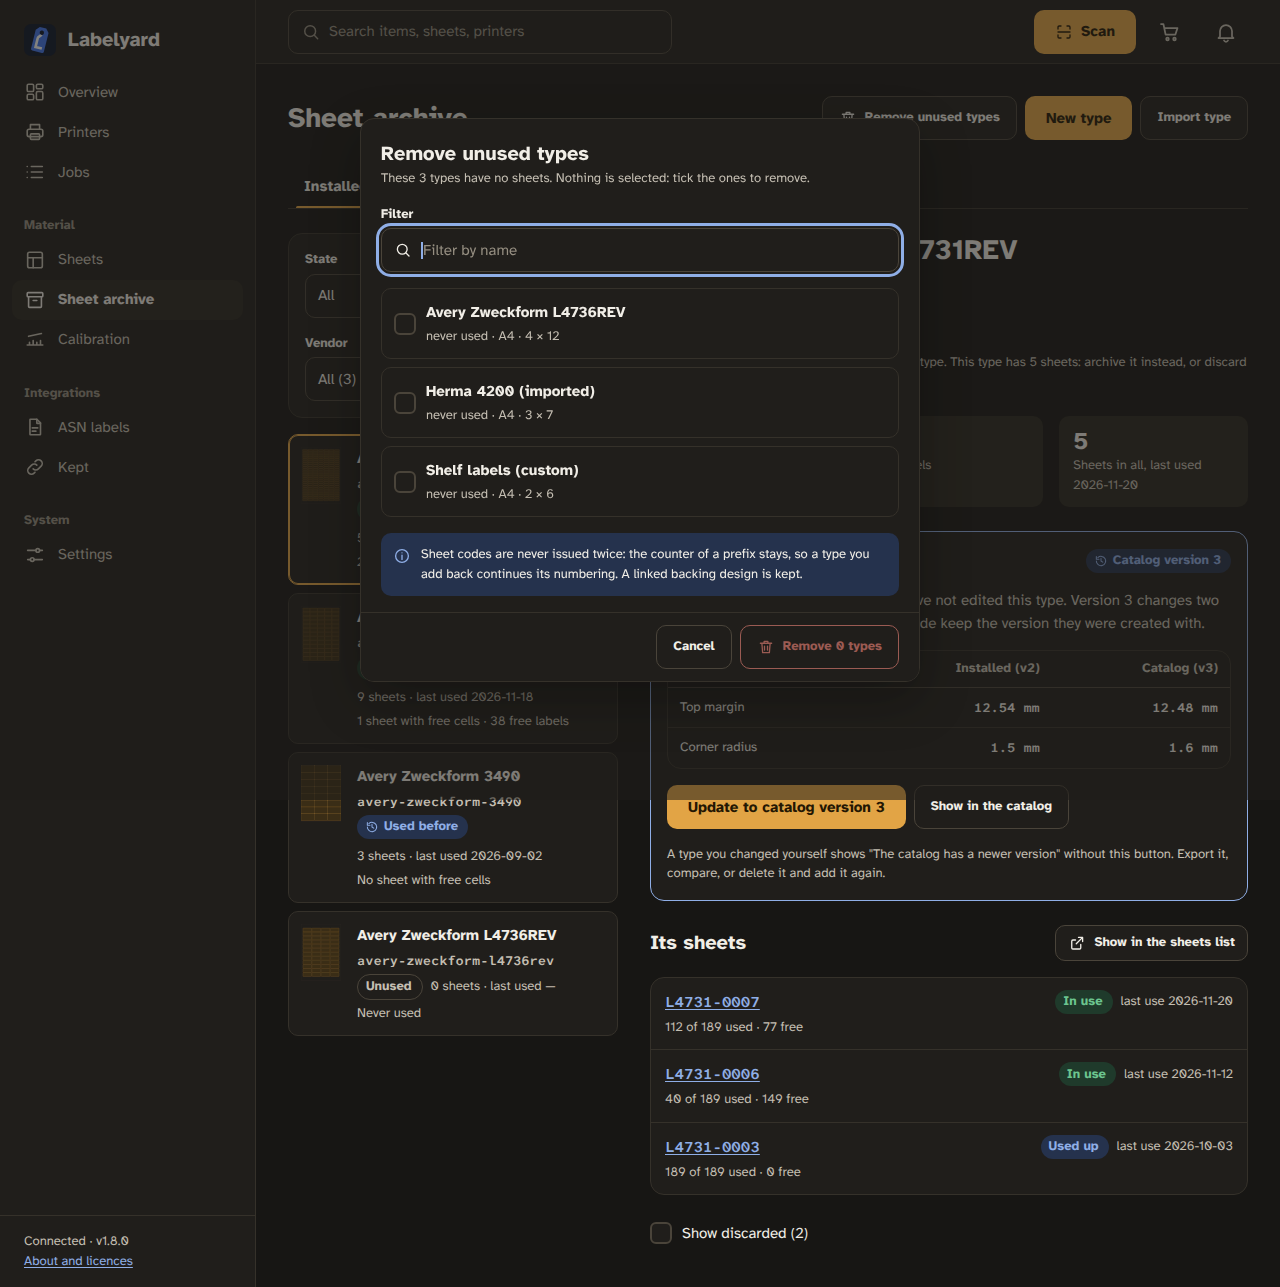 Labelyard
Search items, sheets, printers
Scan
Overview
Printers
Jobs
Material
Sheets
Sheet archive
Calibration
Integrations
ASN labels
Kept
System
Settings
Connected · v1.8.0
About and licences
Sheet archive
Remove unused types
New type
Import type
Installe
State
All
Vendor
All (3)
Remove unused types
These 3 types have no sheets. Nothing is selected: tick the ones to remove.
Filter
Filter by name
Avery Zweckform L4736REV
never used · A4 · 4 × 12
Herma 4200 (imported)
never used · A4 · 3 × 7
Shelf labels (custom)
never used · A4 · 2 × 6
Sheet codes are never issued twice: the counter of a prefix stays, so a type you
add back continues its numbering. A linked backing design is kept.
Cancel
Remove 0 types
9 sheets · last used 2026-11-18
1 sheet with free cells · 38 free labels
Avery Zweckform 3490
avery-zweckform-3490
Used before
3 sheets · last used 2026-09-02
No sheet with free cells
Avery Zweckform L4736REV
avery-zweckform-l4736rev
Unused
0 sheets · last used —
Never used
731REV
type. This type has 5 sheets: archive it instead, or discard
els
5
Sheets in all, last used
2026-11-20
Catalog version 3
ve not edited this type. Version 3 changes two
de keep the version they were created with.
Installed (v2)
Catalog (v3)
Top margin
12.54 mm
12.48 mm
Corner radius
1.5 mm
1.6 mm
Update to catalog version 3
Show in the catalog
A type you changed yourself shows "The catalog has a newer version" without this button. Export it,
compare, or delete it and add it again.
Its sheets
Show in the sheets list
L4731-0007
In use
last use 2026-11-20
112 of 189 used · 77 free
L4731-0006
In use
last use 2026-11-12
40 of 189 used · 149 free
L4731-0003
Used up
last use 2026-10-03
189 of 189 used · 0 free
Show discarded (2)